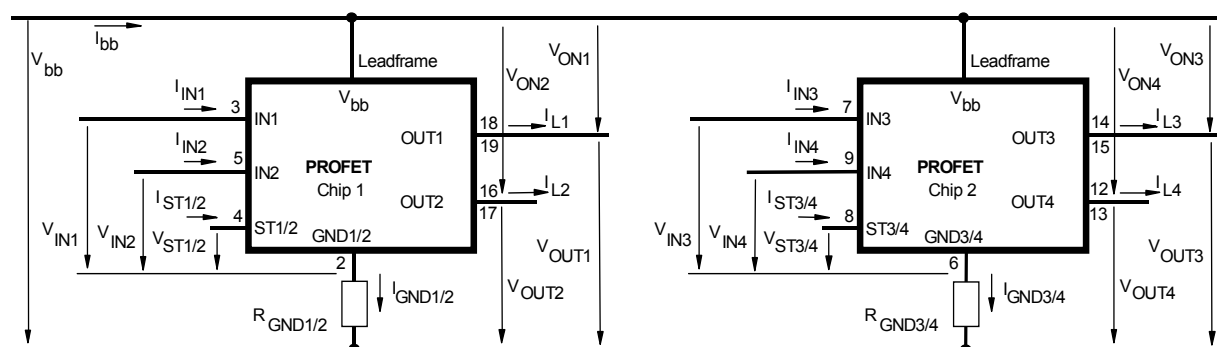 I bb
V bb
Leadframe
V bb
I IN1
3
IN1
I IN2
5
IN2
I ST1/2
4
ST1/2
V IN1
V IN2
V ST1/2
PROFET
Chip 1
GND1/2
2
OUT1
18
19
I L1
OUT2
16
17
I L2
V ON2
V ON1
V OUT1
V OUT2
R GND1/2
I GND1/2
Leadframe
V bb
I IN3
7
IN3
I IN4
9
IN4
I ST3/4
8
ST3/4
V IN3
V IN4
V ST3/4
PROFET
Chip 2
GND3/4
6
OUT3
14
15
I L3
OUT4
12
13
I L4
V ON4
V ON3
V OUT3
V OUT4
R GND3/4
I GND3/4